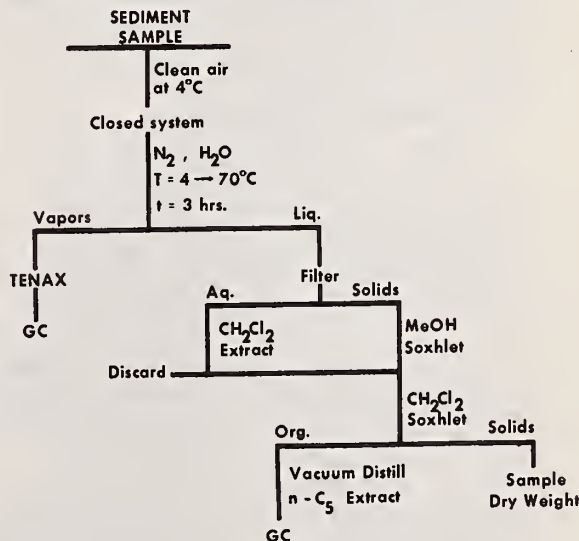 SEDIMENT
SAMPLE
Clean air
at 4°C
Closed system
N₂ , H₂O
T = 4 → 70°C
t = 3 hrs.
Vapors
Liq.
TENAX
GC
Filter
Aq.
Solids
CH₂Cl₂
Extract
MeOH
Soxhlet
Discard
CH₂Cl₂
Soxhlet
Org.
Solids
Vacuum Distill
n - C₅ Extract
Sample
Dry Weight
GC